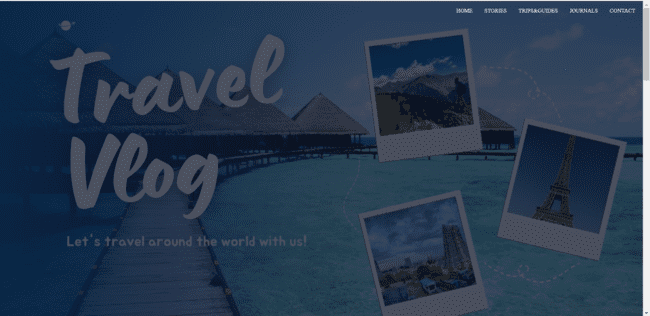 HOME STORIES TRIPS&GUIDES JOURNALS CONTACT
Travel
Vlog
Let's travel around the world with us!